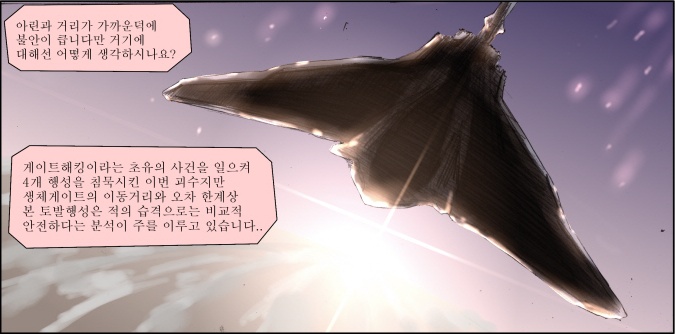 아린과 거리가 가까운덕에
불안이 큽니다만 거기에
대해선 어떻게 생각하시나요?
게이트해킹이라는 초유의 사건을 일으켜
4개 행성을 침묵시킨 이번 괴수지만
생체게이트의 이동거리와 오차 한계상
본 토발행성은 적의 습격으로는 비교적
안전하다는 분석이 주를 이루고 있습니다..